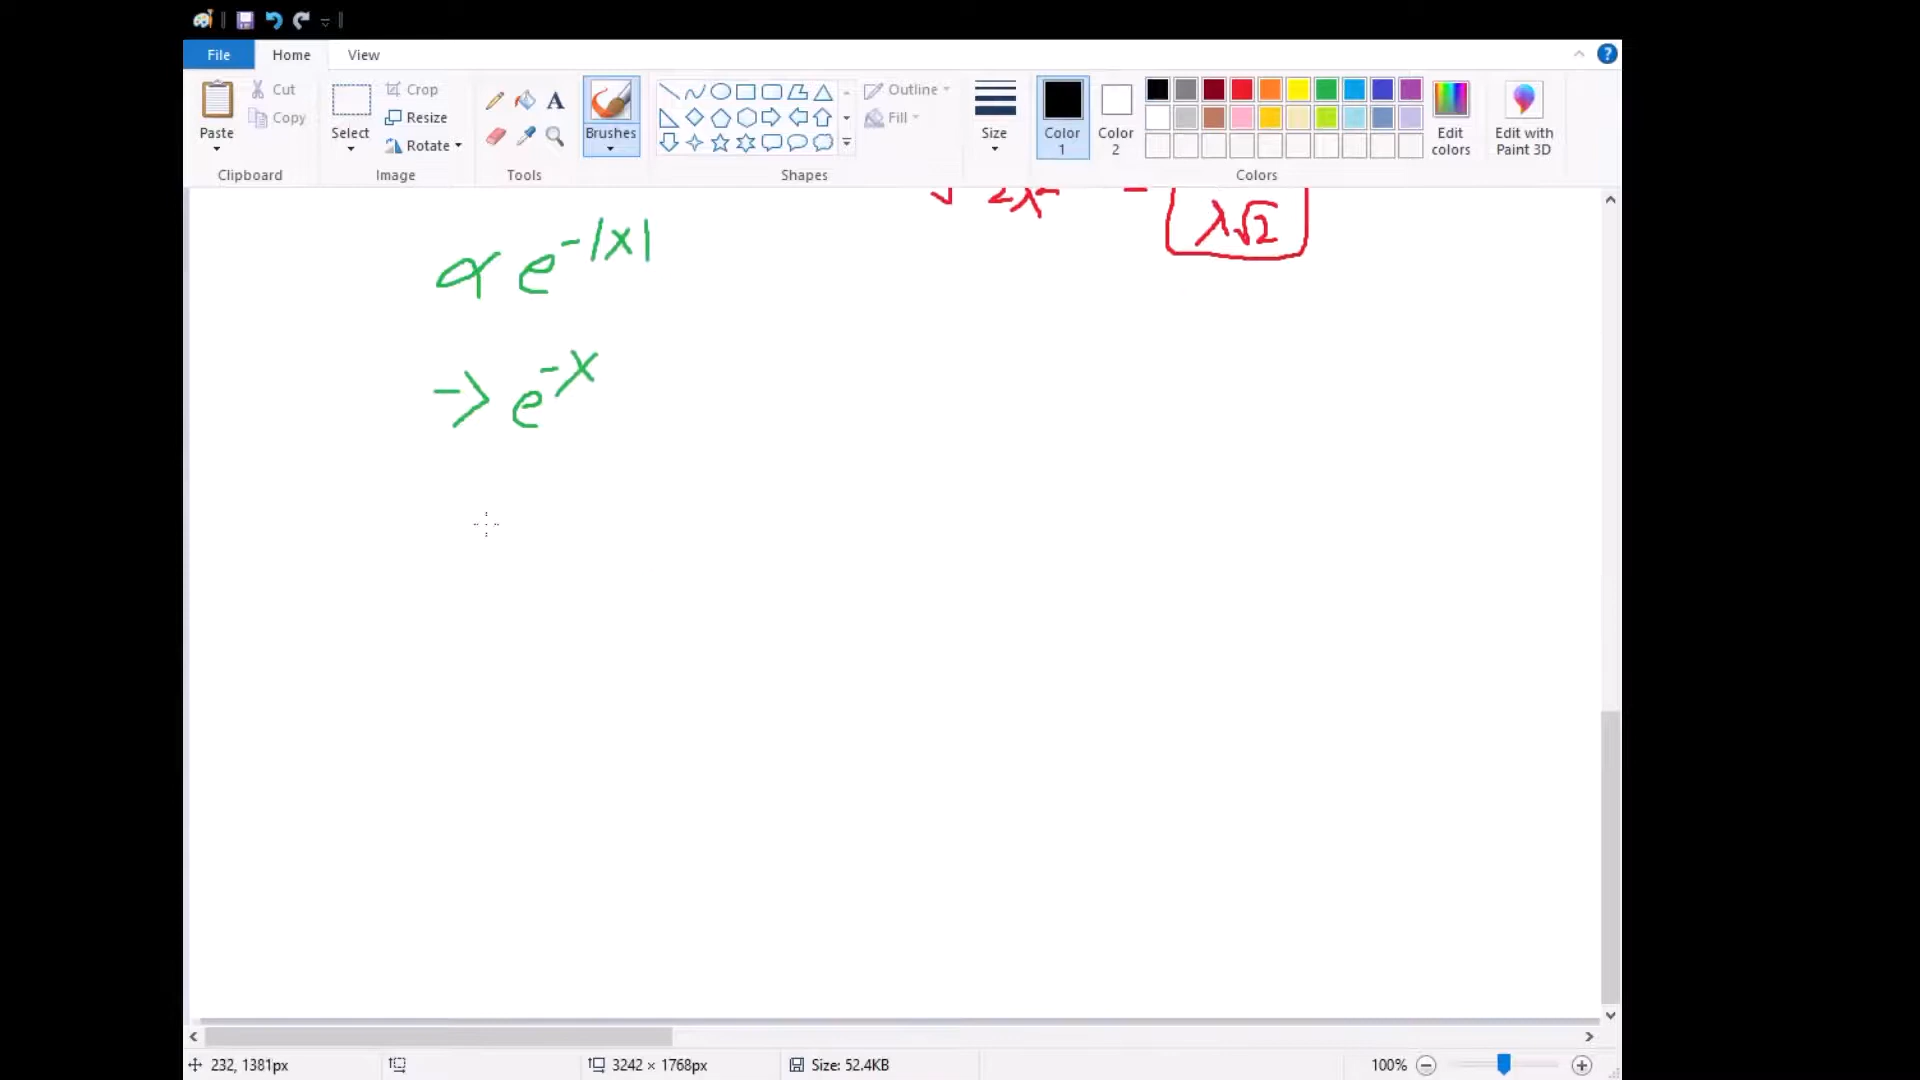 File Home View
Paste Cut Copy Clipboard
Select Crop Resize Rotate Image
A Tools
Brushes
Outline Fill Shapes
Size
Color 1 Color 2 Edit colors Edit with Paint 3D Colors
∝ e^{-|x|}
-> e^{-x}
λ√2
232, 1381px 3242 × 1768px Size: 52.4KB 100%